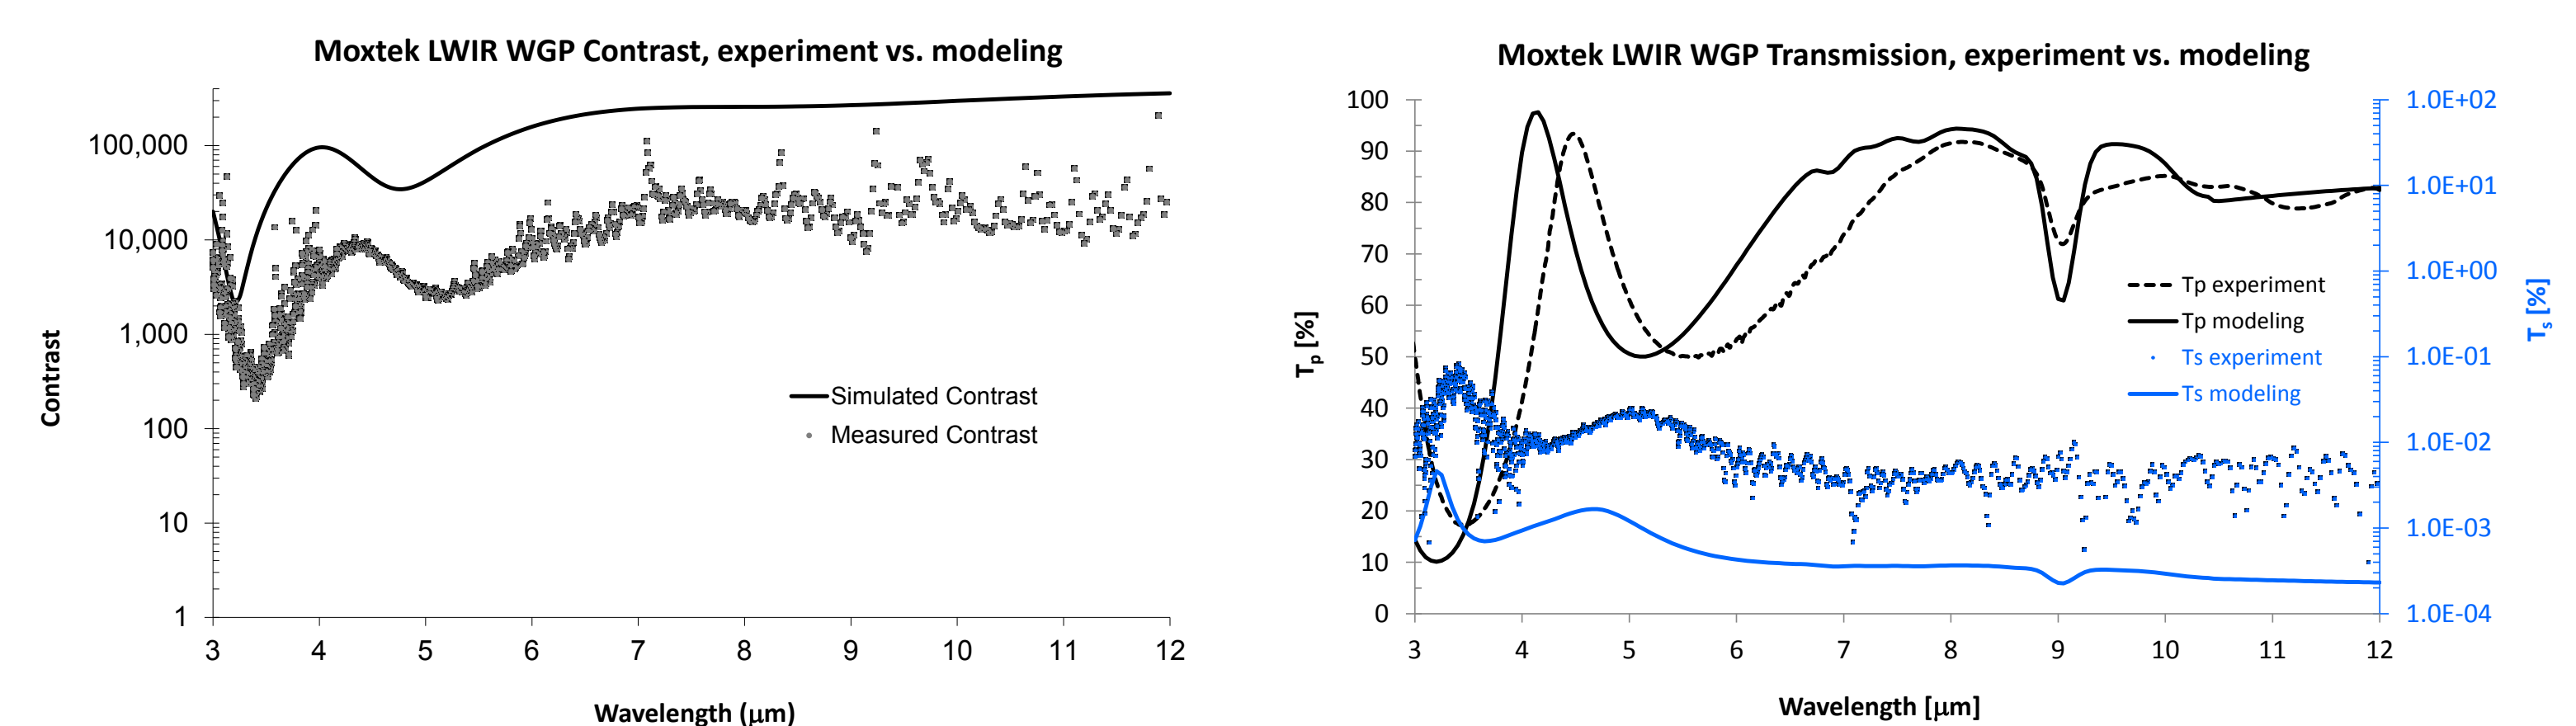 Moxtek LWIR WGP Contrast, experiment vs. modeling
100,000
10,000
1,000
100
10
1
Contrast
Simulated Contrast
Measured Contrast
3 4 5 6 7 8 9 10 11 12
Wavelength (μm)
Moxtek LWIR WGP Transmission, experiment vs. modeling
100
90
80
70
60
50
40
30
20
10
0
Tp [%]
1.0E+02
1.0E+01
1.0E+00
1.0E-01
1.0E-02
1.0E-03
1.0E-04
Ts [%]
Tp experiment
Tp modeling
Ts experiment
Ts modeling
3 4 5 6 7 8 9 10 11 12
Wavelength [μm]